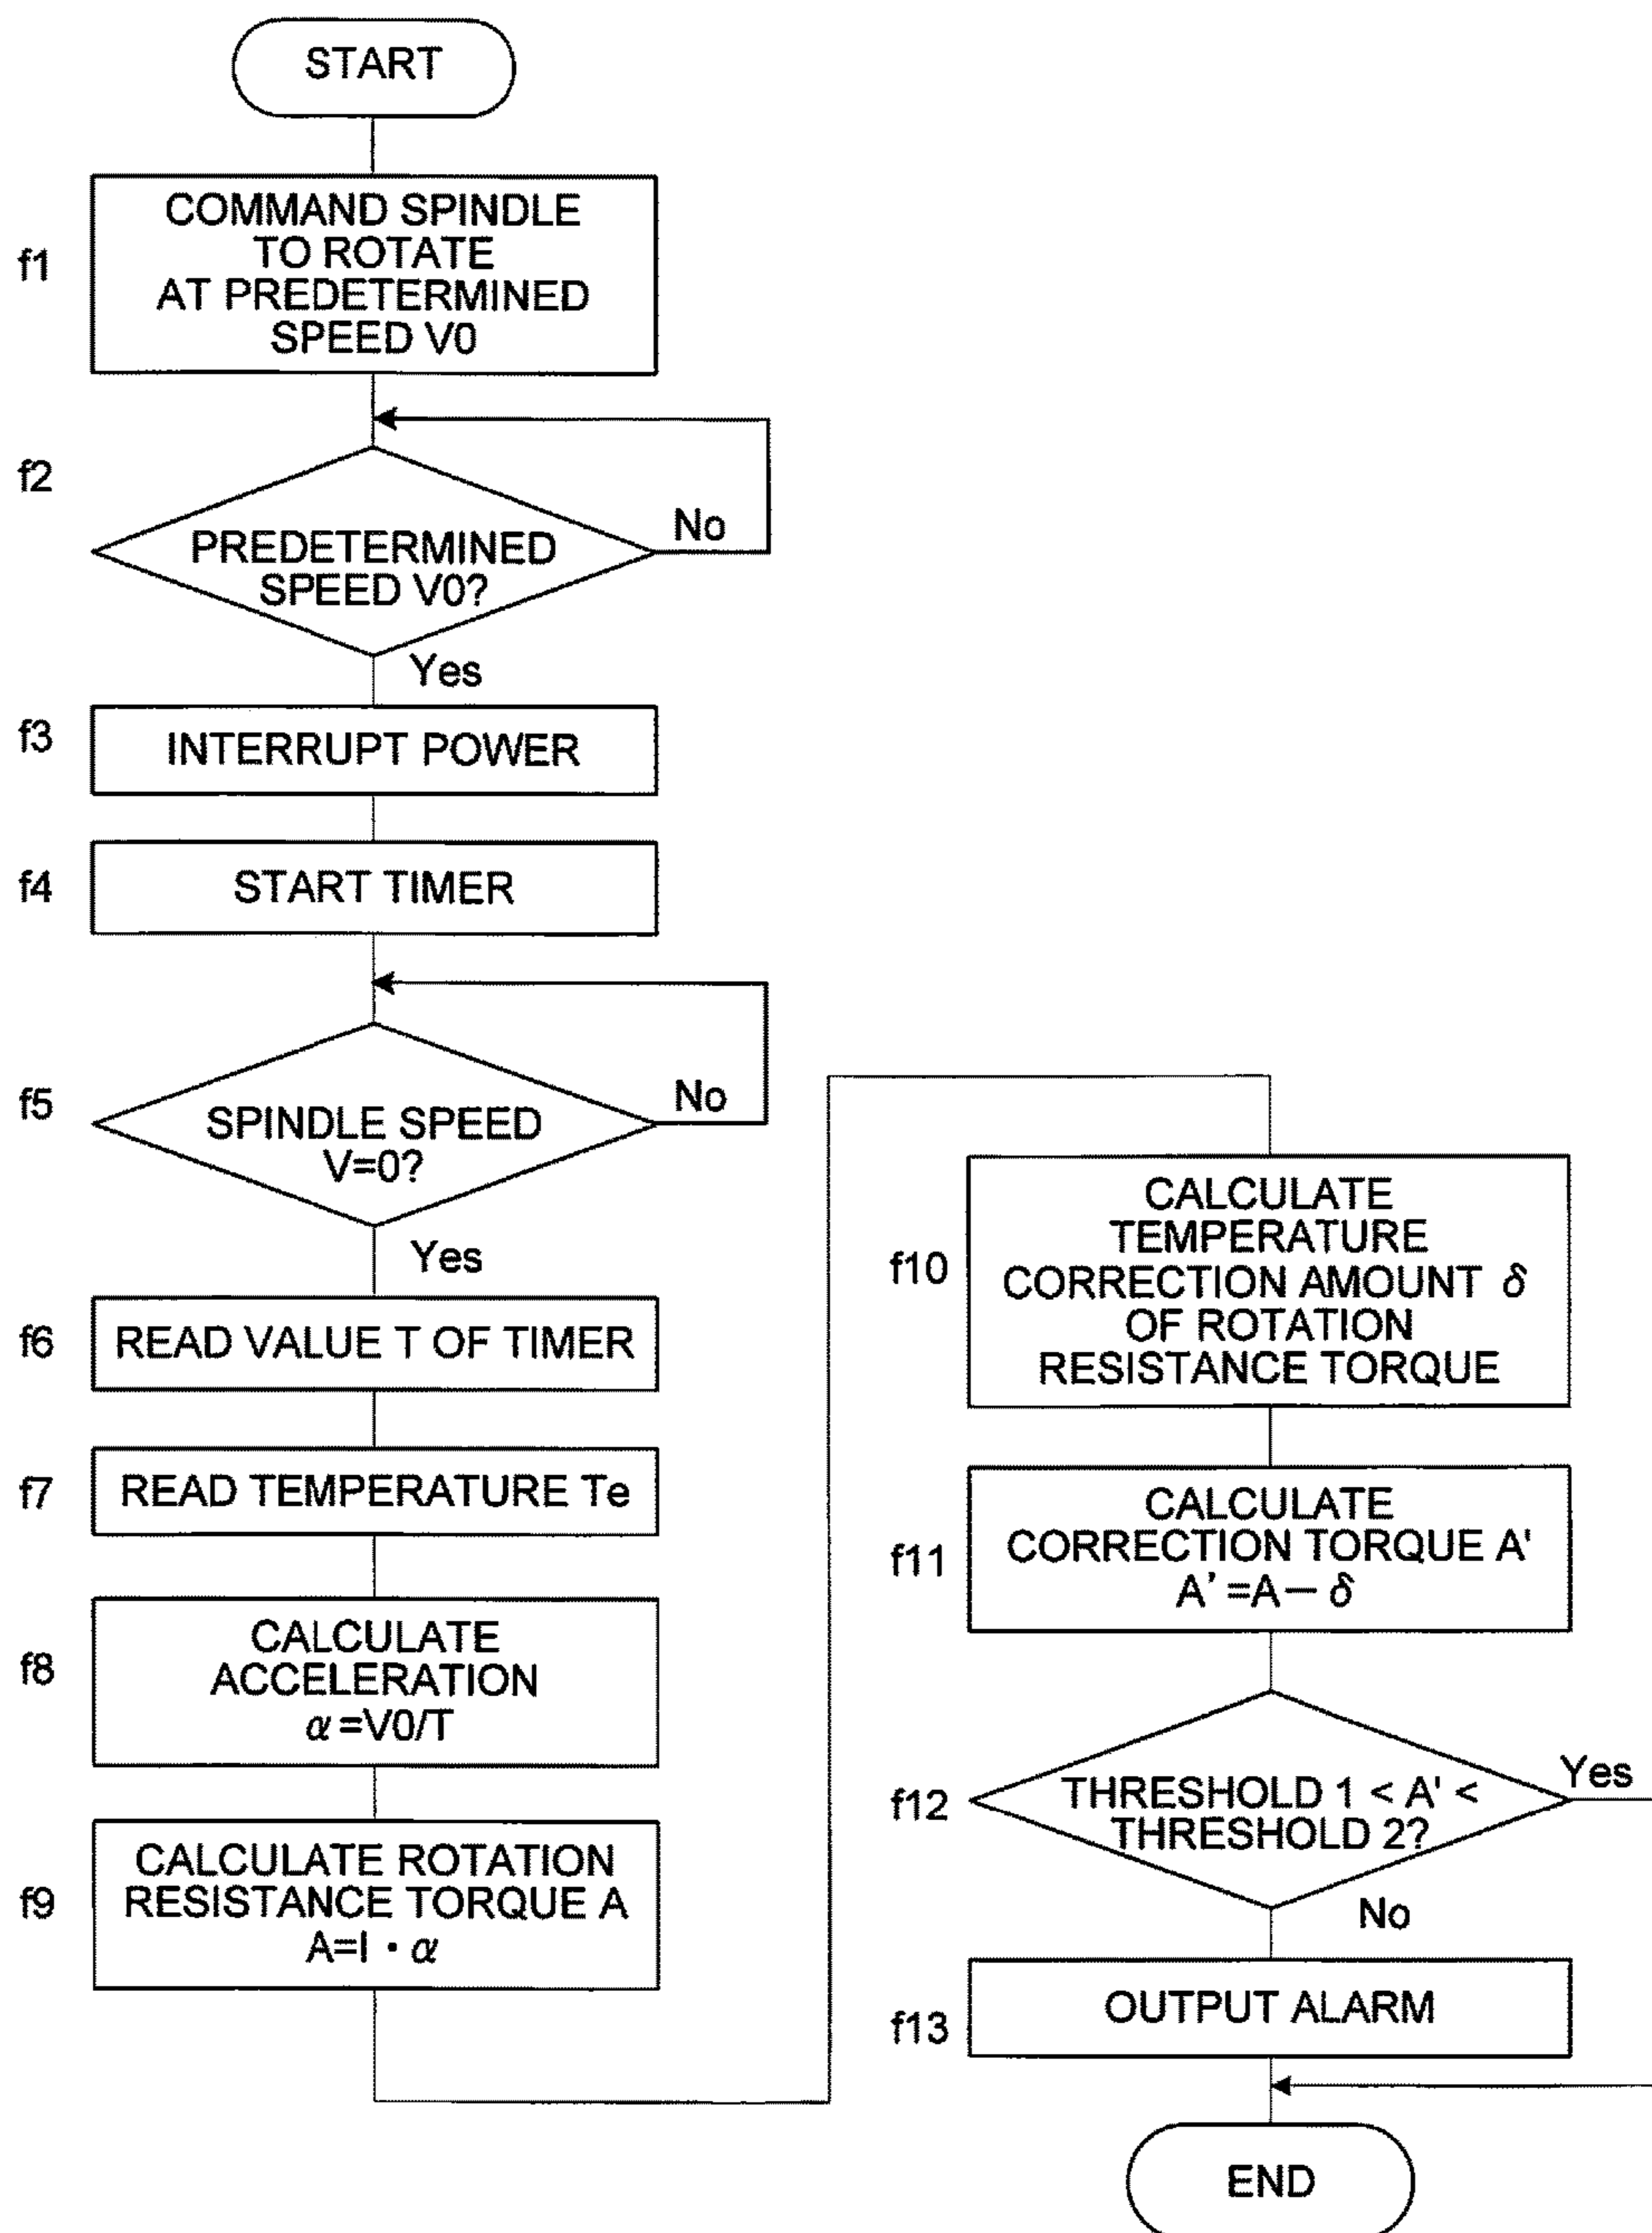 START
f1
COMMAND SPINDLE
TO ROTATE
AT PREDETERMINED
SPEED V0
f2
PREDETERMINED
SPEED V0?
No
Yes
f3
INTERRUPT POWER
f4
START TIMER
f5
SPINDLE SPEED
V=0?
No
Yes
f6
READ VALUE T OF TIMER
f7
READ TEMPERATURE Te
f8
CALCULATE
ACCELERATION
α=V0/T
f9
CALCULATE ROTATION
RESISTANCE TORQUE A
A=I・α
f10
CALCULATE
TEMPERATURE
CORRECTION AMOUNT δ
OF ROTATION
RESISTANCE TORQUE
f11
CALCULATE
CORRECTION TORQUE A'
A'=A－δ
f12
THRESHOLD 1 < A' <
THRESHOLD 2?
Yes
No
f13
OUTPUT ALARM
END